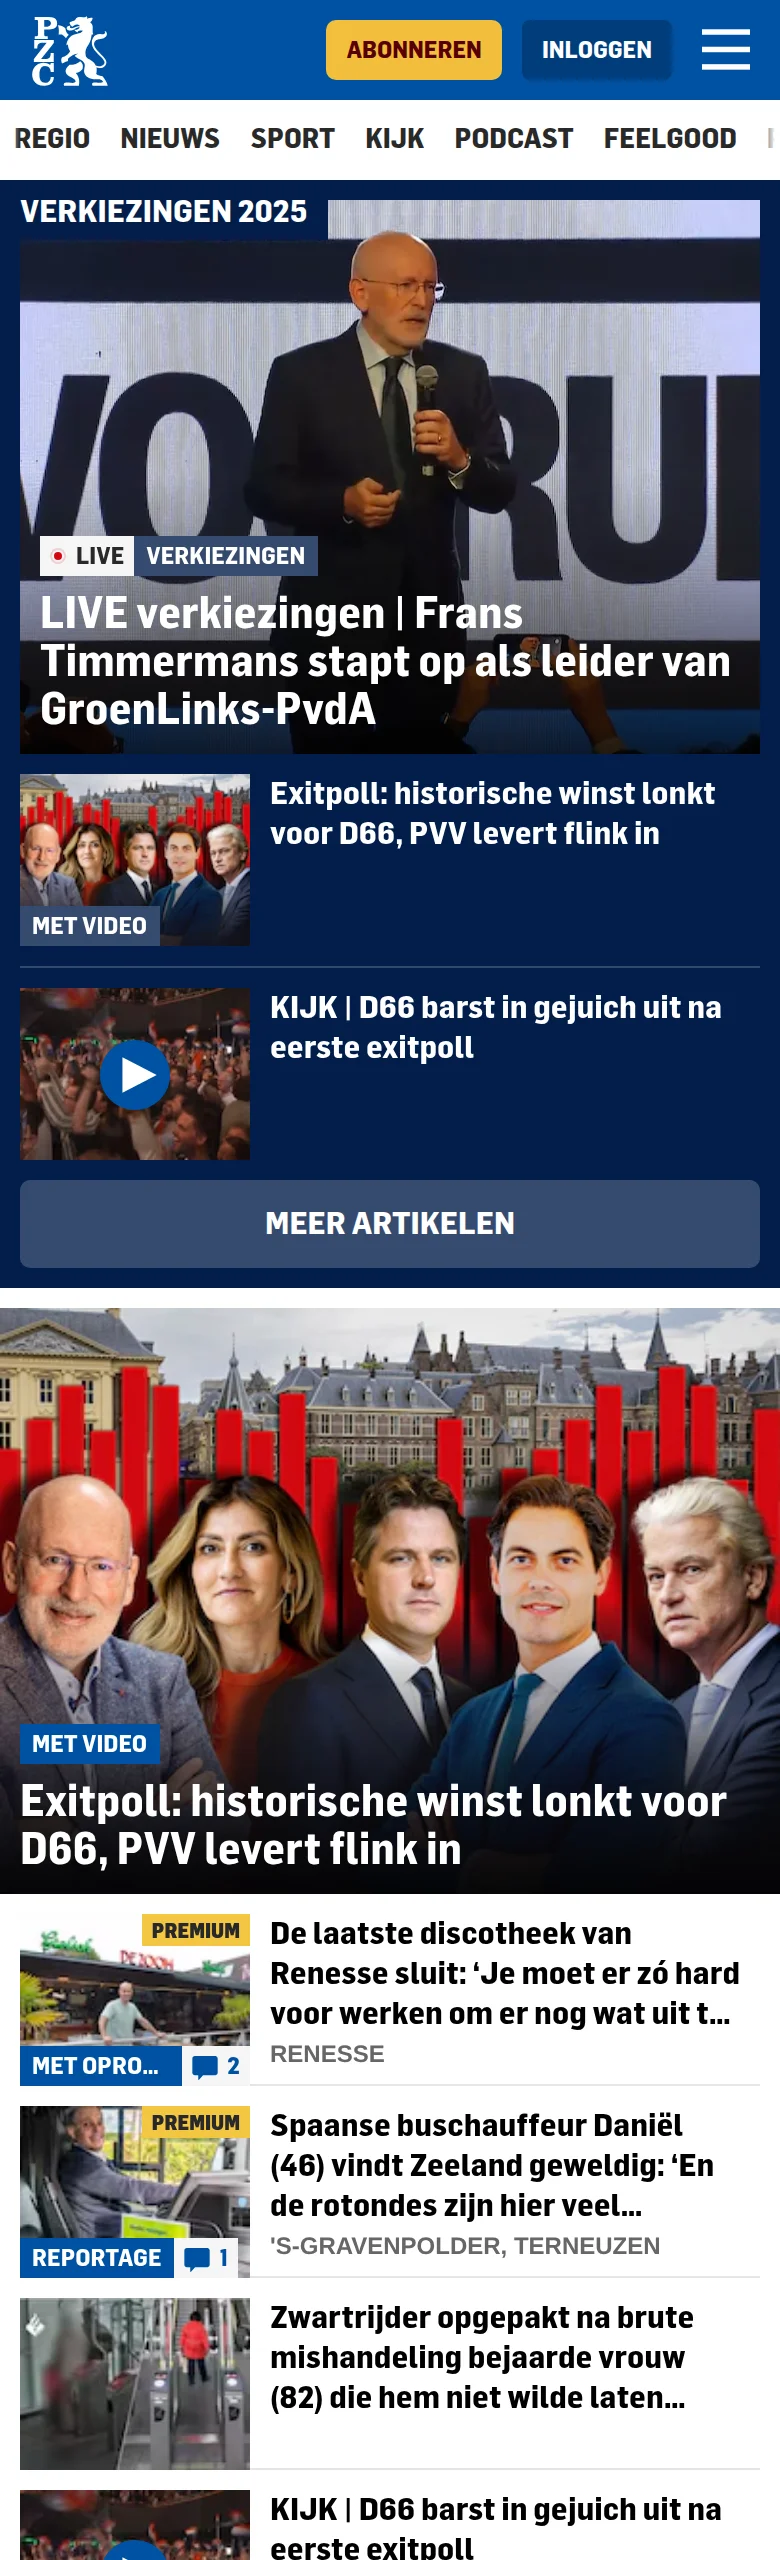 PZC
ABONNEREN
INLOGGEN
REGIO NIEUWS SPORT KIJK PODCAST FEELGOOD
VERKIEZINGEN 2025
LIVE VERKIEZINGEN
LIVE verkiezingen | Frans
Timmermans stapt op als leider van
GroenLinks-PvdA
Exitpoll: historische winst lonkt
voor D66, PVV levert flink in
MET VIDEO
KIJK | D66 barst in gejuich uit na
eerste exitpoll
MEER ARTIKELEN
MET VIDEO
Exitpoll: historische winst lonkt voor
D66, PVV levert flink in
PREMIUM
De laatste discotheek van
Renesse sluit: ‘Je moet er zó hard
voor werken om er nog wat uit t...
RENESSE
MET OPRO... 2
PREMIUM
Spaanse buschauffeur Daniël
(46) vindt Zeeland geweldig: ‘En
de rotondes zijn hier veel...
'S-GRAVENPOLDER, TERNEUZEN
REPORTAGE 1
Zwartrijder opgepakt na brute
mishandeling bejaarde vrouw
(82) die hem niet wilde laten...
KIJK | D66 barst in gejuich uit na
eerste exitpoll